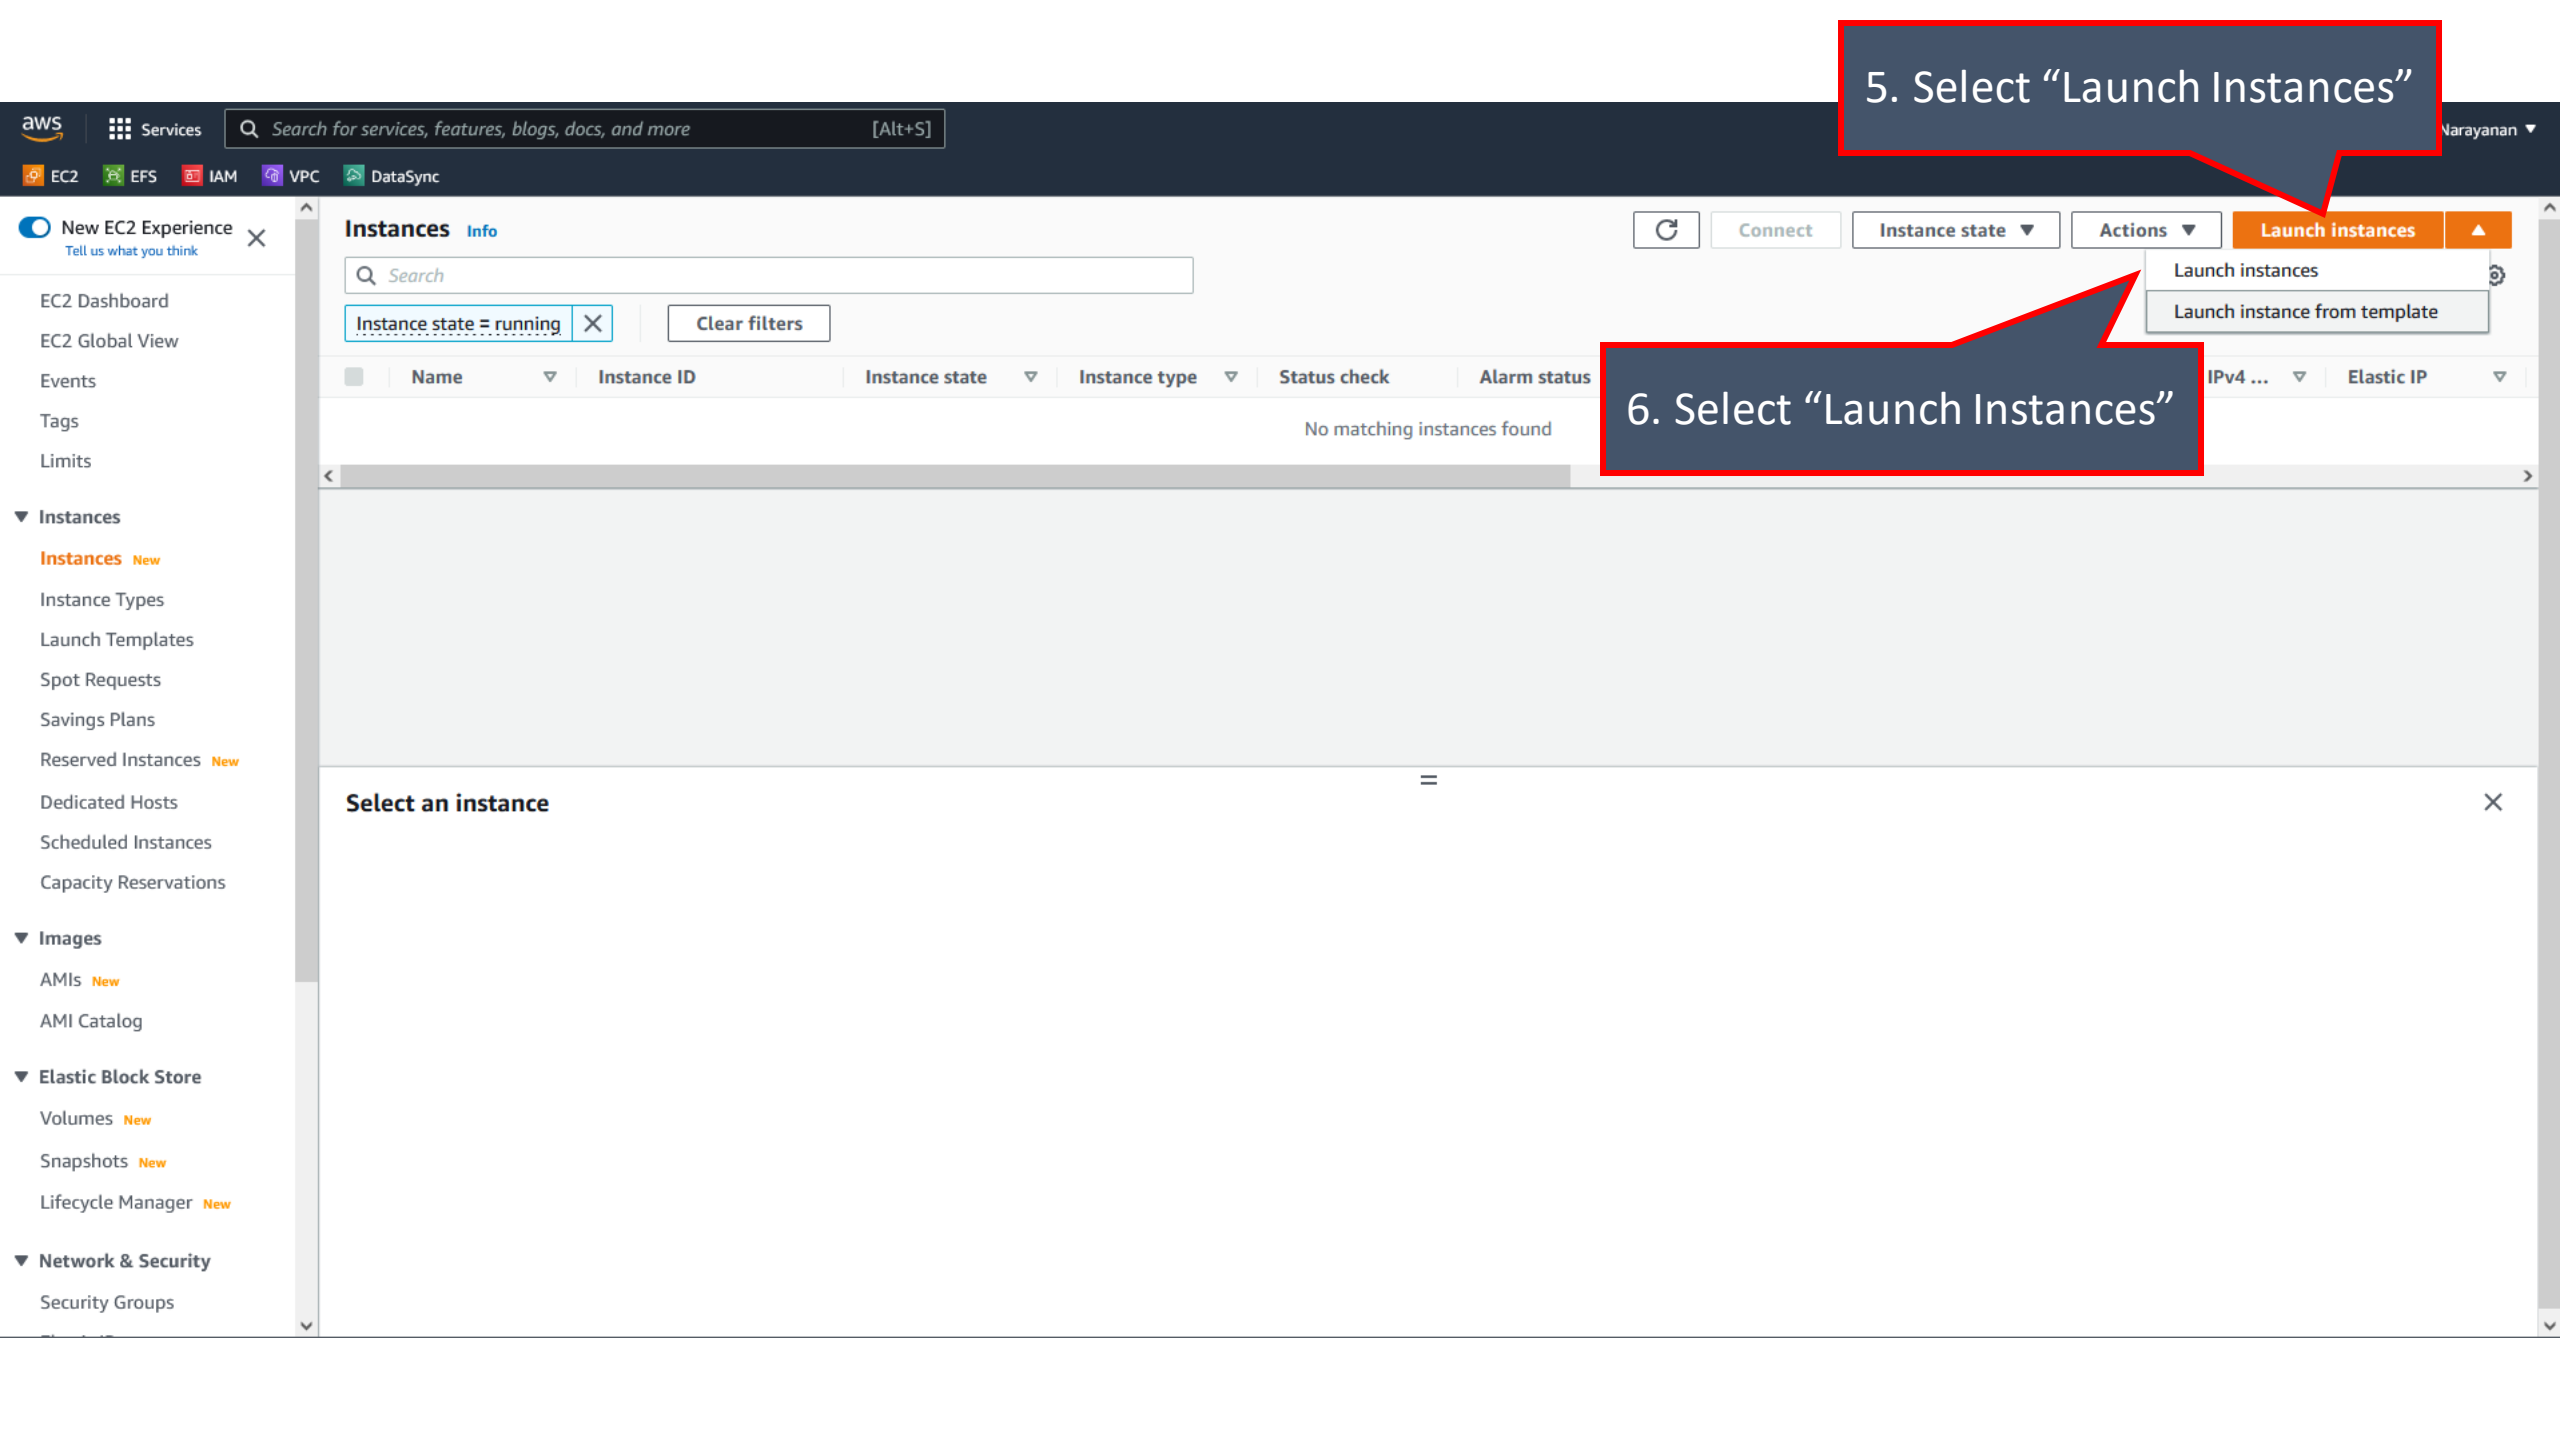 5. Select “Launch Instances”
aws Services Search for services, features, blogs, docs, and more [Alt+S] Narayanan
EC2 EFS IAM VPC DataSync
New EC2 Experience
Tell us what you think
EC2 Dashboard
EC2 Global View
Events
Tags
Limits
Instances
Instances New
Instance Types
Launch Templates
Spot Requests
Savings Plans
Reserved Instances New
Dedicated Hosts
Scheduled Instances
Capacity Reservations
Images
AMIs New
AMI Catalog
Elastic Block Store
Volumes New
Snapshots New
Lifecycle Manager New
Network & Security
Security Groups
Instances Info Connect Instance state Actions Launch instances
Search
Launch instances
Launch instance from template
Instance state = running Clear filters
Name Instance ID Instance state Instance type Status check Alarm status IPv4 ... Elastic IP
No matching instances found
6. Select “Launch Instances”
Select an instance